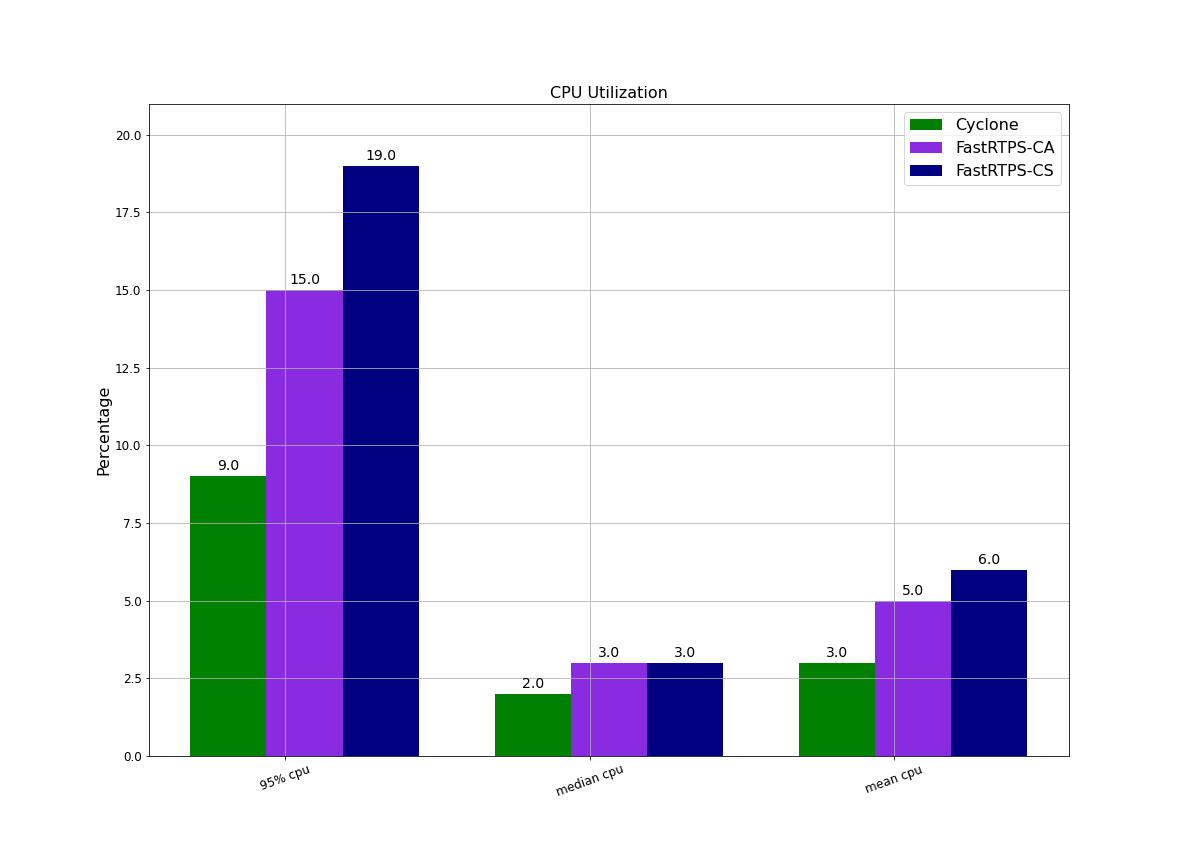 CPU Utilization
Cyclone
FastRTPS-CA
FastRTPS-CS
Percentage
20.0
17.5
15.0
12.5
10.0
7.5
5.0
2.5
0.0
9.0
15.0
19.0
2.0
3.0
3.0
3.0
5.0
6.0
95% cpu
median cpu
mean cpu